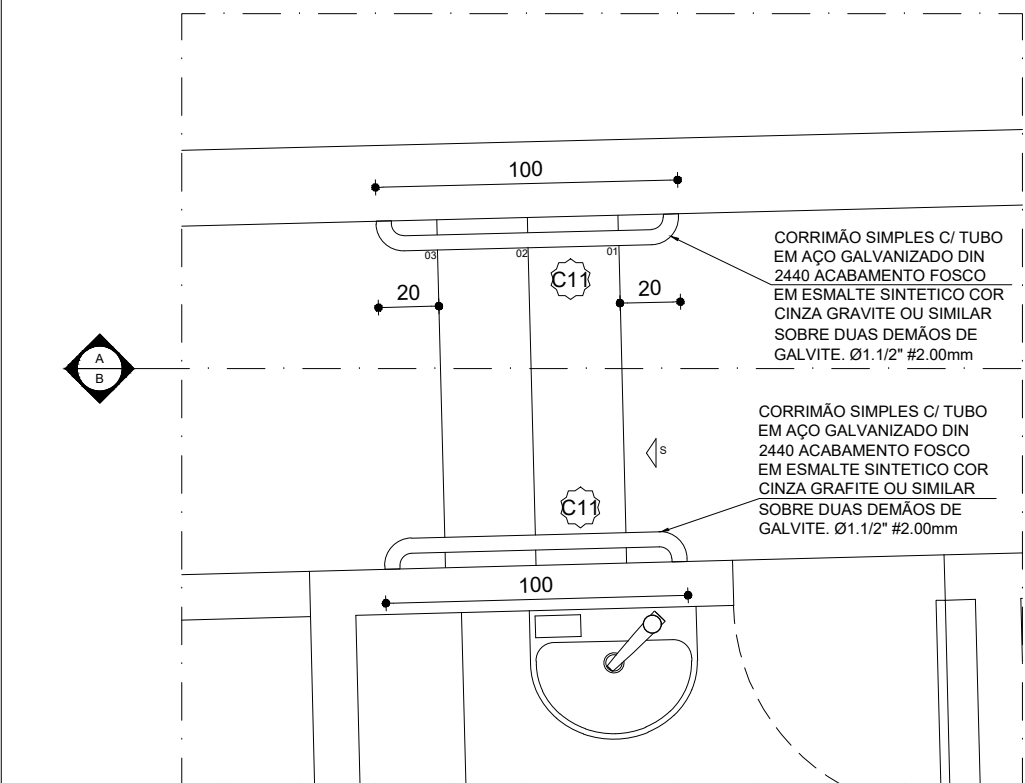 100
CORRIMÃO SIMPLES C/ TUBO
EM AÇO GALVANIZADO DIN
2440 ACABAMENTO FOSCO
EM ESMALTE SINTETICO COR
CINZA GRAVITE OU SIMILAR
SOBRE DUAS DEMÃOS DE
GALVITE. Ø1.1/2" #2.00mm
03
02
01
C11
20
20
A
B
CORRIMÃO SIMPLES C/ TUBO
EM AÇO GALVANIZADO DIN
2440 ACABAMENTO FOSCO
EM ESMALTE SINTETICO COR
CINZA GRAFITE OU SIMILAR
SOBRE DUAS DEMÃOS DE
GALVITE. Ø1.1/2" #2.00mm
S
C11
100